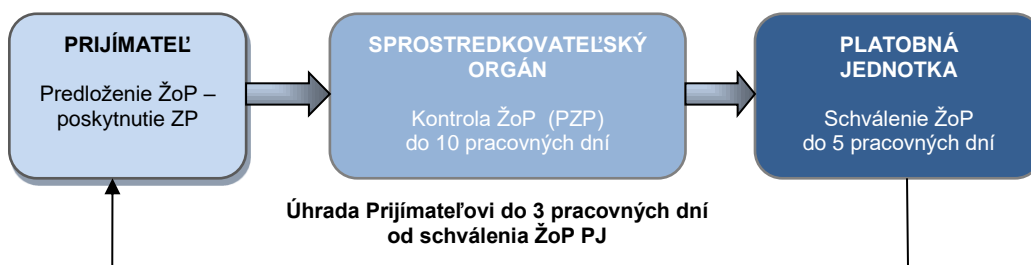 PRIJÍMATEĽ
Predloženie ŽoP –
poskytnutie ZP
SPROSTREDKOVATEĽSKÝ
ORGÁN
Kontrola ŽoP (PZP)
do 10 pracovných dní
PLATOBNÁ
JEDNOTKA
Schválenie ŽoP
do 5 pracovných dní
Úhrada Prijímateľovi do 3 pracovných dní
od schválenia ŽoP PJ